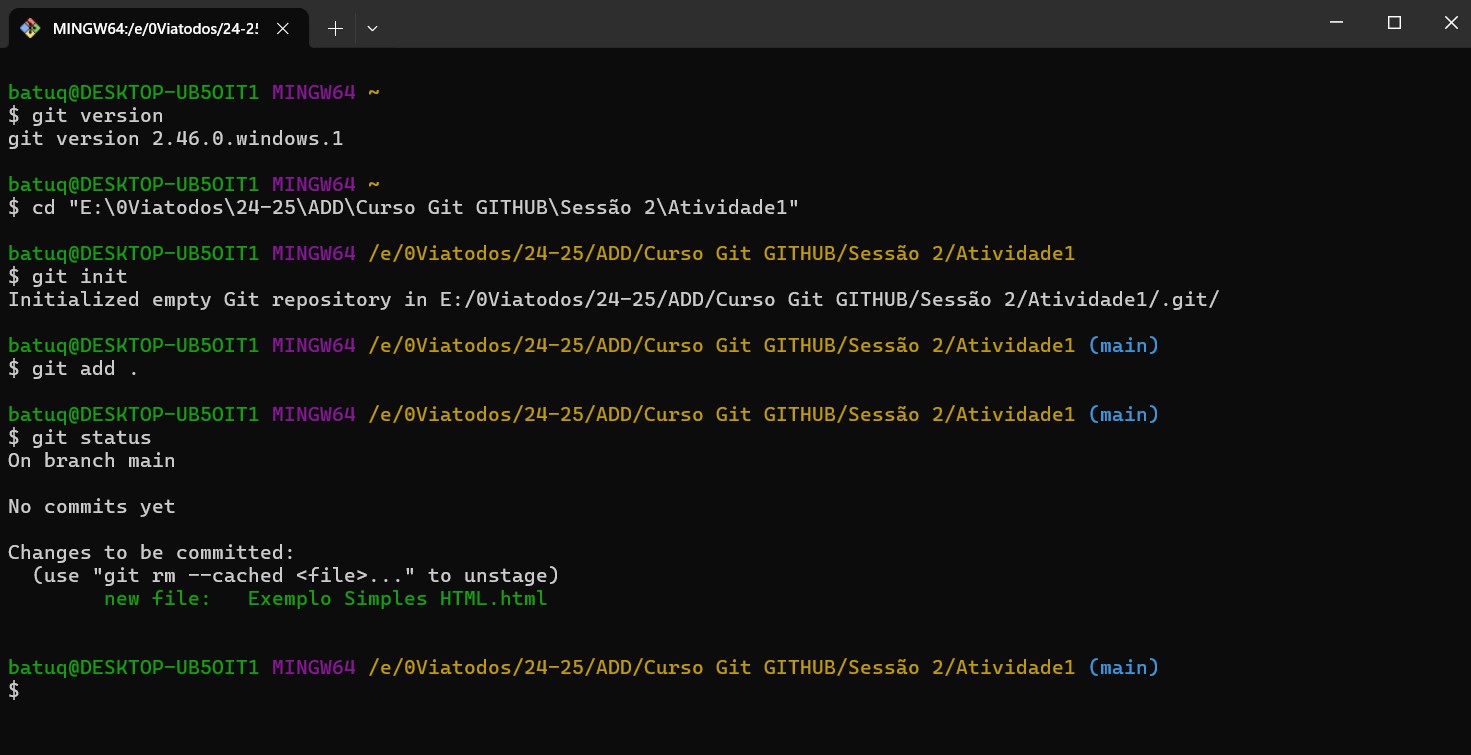 MINGW64:/e/0Viatodos/24-25
batuq@DESKTOP-UB5OIT1 MINGW64 ~
$ git version
git version 2.46.0.windows.1
batuq@DESKTOP-UB5OIT1 MINGW64 ~
$ cd "E:\0Viatodos\24-25\ADD\Curso Git GITHUB\Sessão 2\Atividade1"
batuq@DESKTOP-UB5OIT1 MINGW64 /e/0Viatodos/24-25/ADD/Curso Git GITHUB/Sessão 2/Atividade1
$ git init
Initialized empty Git repository in E:/0Viatodos/24-25/ADD/Curso Git GITHUB/Sessão 2/Atividade1/.git/
batuq@DESKTOP-UB5OIT1 MINGW64 /e/0Viatodos/24-25/ADD/Curso Git GITHUB/Sessão 2/Atividade1 (main)
$ git add .
batuq@DESKTOP-UB5OIT1 MINGW64 /e/0Viatodos/24-25/ADD/Curso Git GITHUB/Sessão 2/Atividade1 (main)
$ git status
On branch main
No commits yet
Changes to be committed:
  (use "git rm --cached <file>..." to unstage)
        new file:   Exemplo Simples HTML.html
batuq@DESKTOP-UB5OIT1 MINGW64 /e/0Viatodos/24-25/ADD/Curso Git GITHUB/Sessão 2/Atividade1 (main)
$